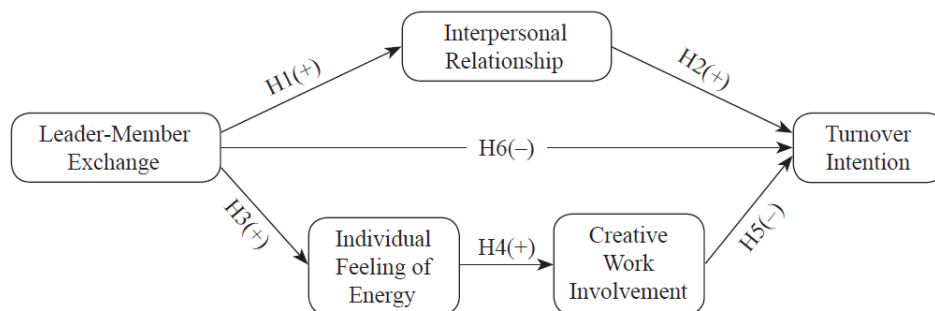 Interpersonal
Relationship
H1(+)
H2(+)
Leader-Member
Exchange
H6(–)
Turnover
Intention
H3(+)
Individual
Feeling of
Energy
H4(+)
Creative
Work
Involvement
H5(–)